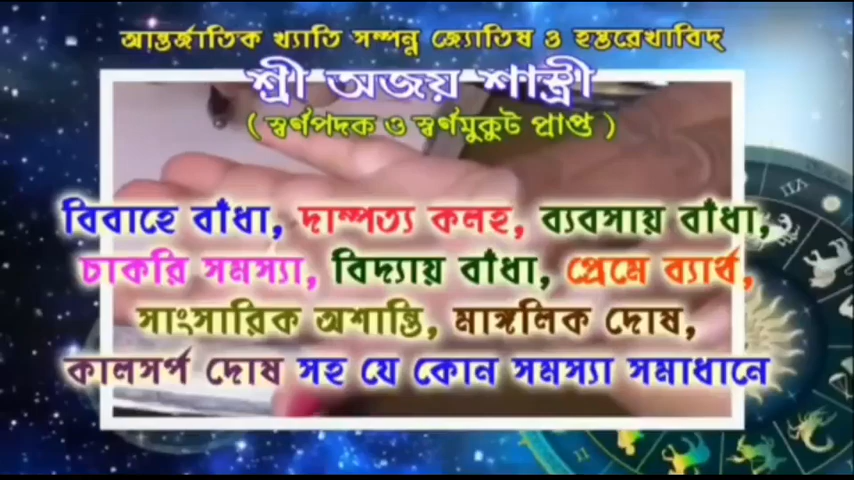 আন্তর্জাতিক খ্যাতি সম্পন্ন জ্যোতিষ ও হস্তরেখাবিদ্
শ্রী অজয় শাস্ত্রী
( স্বর্ণপদক ও স্বর্ণমুকুট প্রাপ্ত )
বিবাহে বাঁধা, দাম্পত্য কলহ, ব্যবসায় বাঁধা,
চাকরি সমস্যা, বিদ্যায় বাঁধা, প্রেমে ব্যার্থ,
সাংসারিক অশান্তি, মাঙ্গলিক দোষ,
কালসর্প দোষ সহ যে কোন সমস্যা সমাধানে